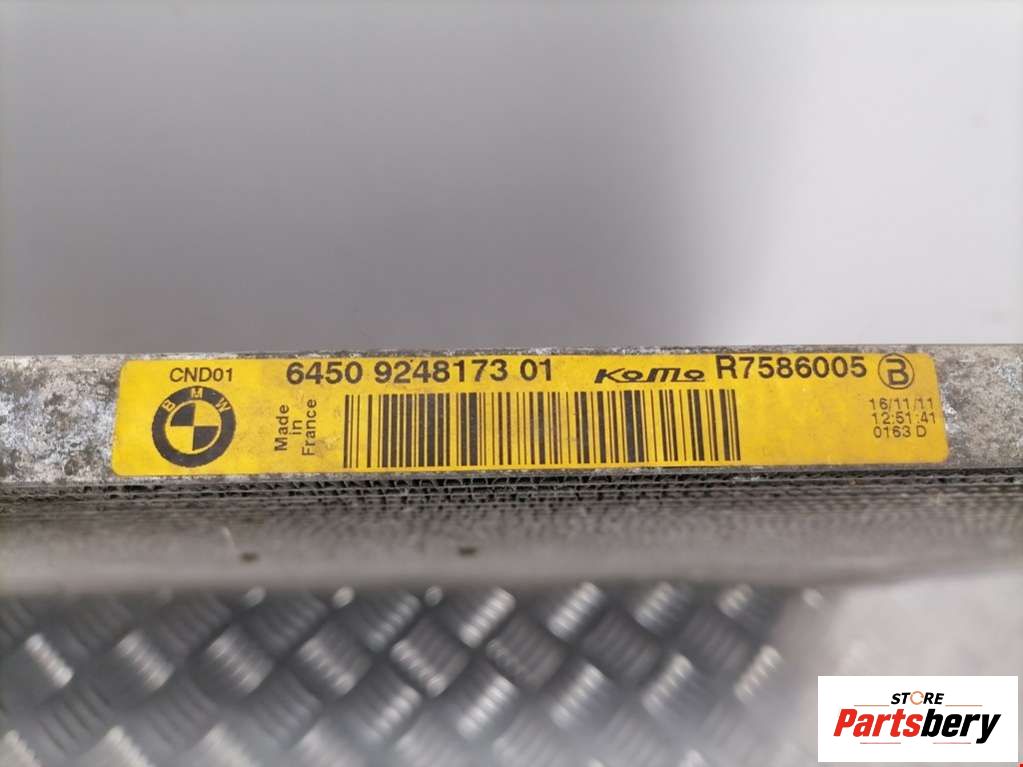 CND01
6450 9248173 01
KoMo
R7586005 B
BMW
Made
in
France
16/11/11
12:51:41
0163 D
STORE
Partsbery